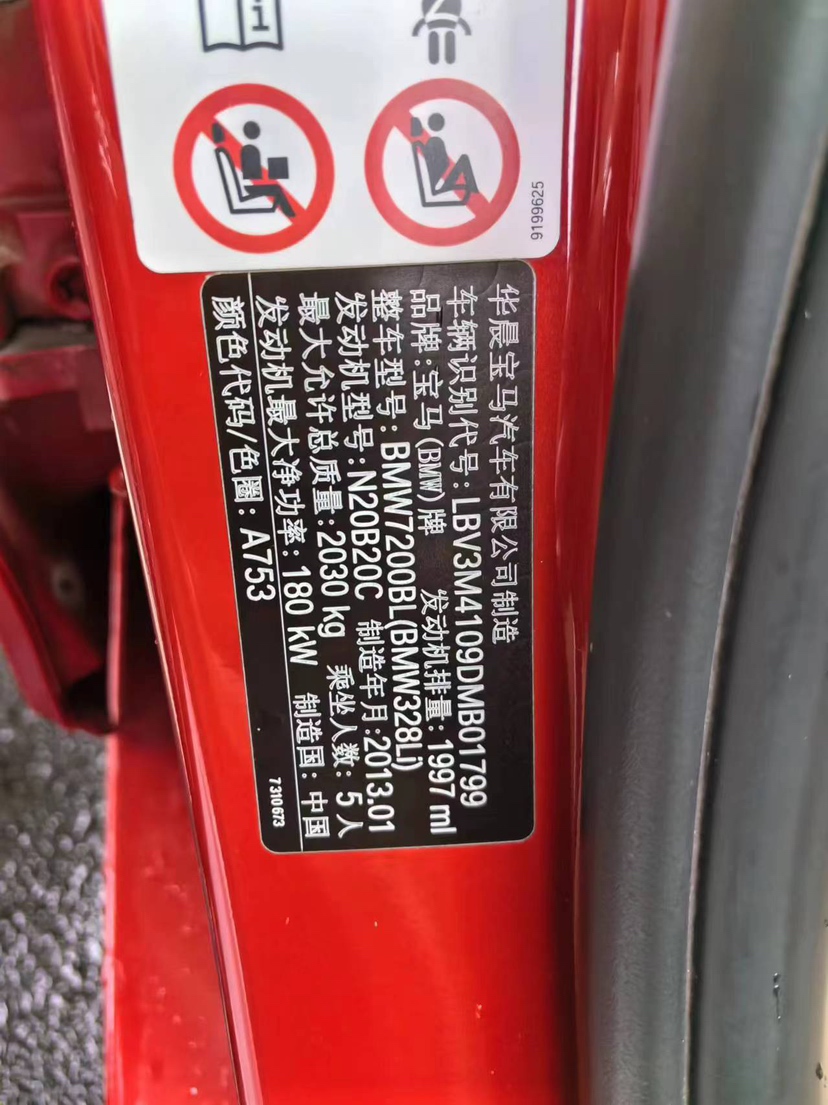 9199625
华晨宝马汽车有限公司制造
车辆识别代号:LBV3M4109DMB01799
品牌:宝马(BMW)牌 发动机排量:1997 ml
整车型号:BMW7200BL(BMW328Li)
发动机型号:N20B20C 制造年月:2013.01
最大允许总质量:2030 kg 乘坐人数:5人
发动机最大净功率:180 kW 制造国:中国
颜色代码/色圈:A753
7310673